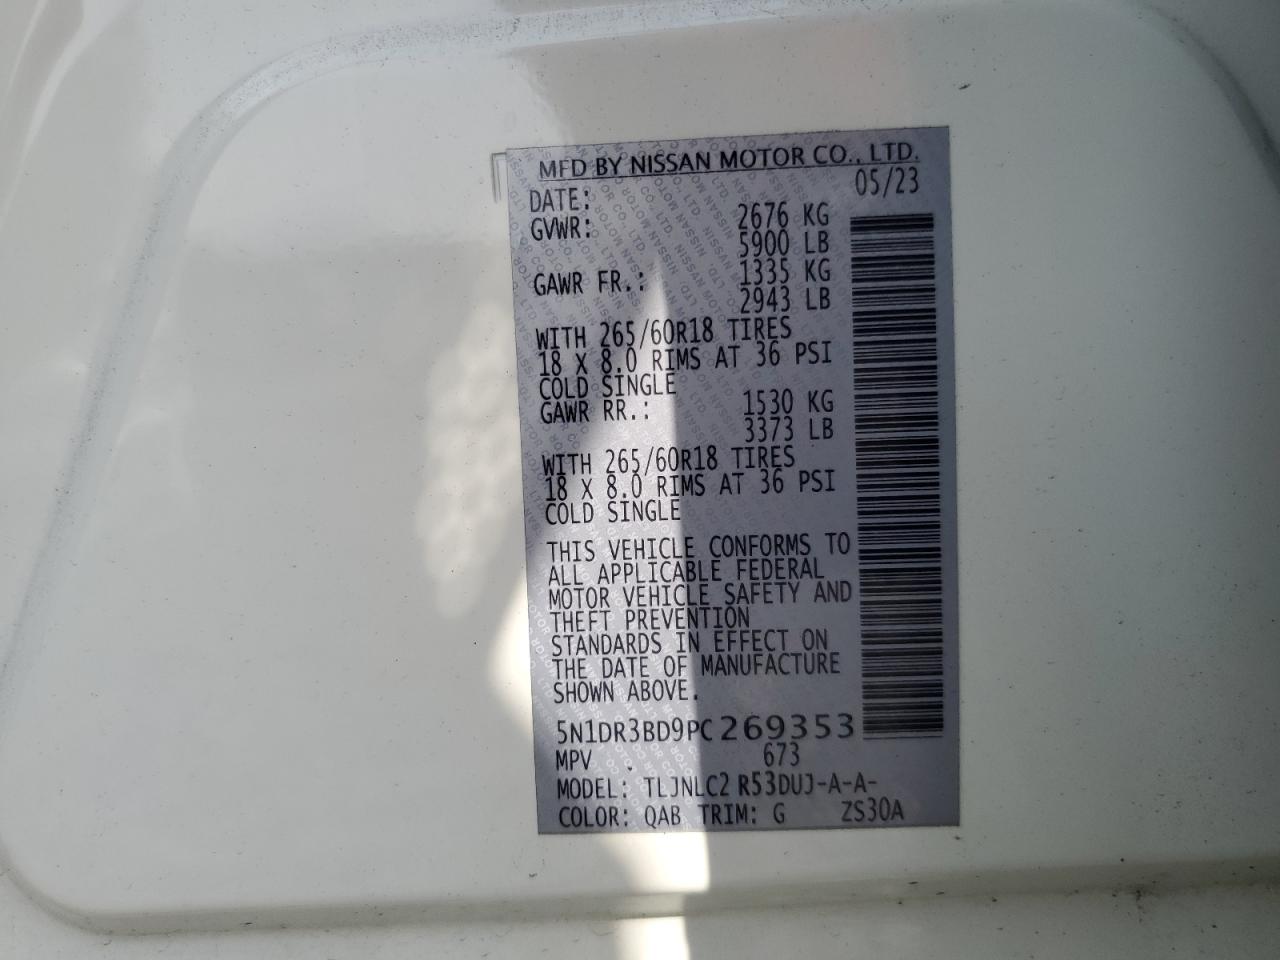 MFD BY NISSAN MOTOR CO., LTD.
DATE: 05/23
GVWR: 2676 KG
5900 LB
GAWR FR.: 1335 KG
2943 LB
WITH 265/60R18 TIRES
18 X 8.0 RIMS AT 36 PSI
COLD SINGLE
GAWR RR.: 1530 KG
3373 LB
WITH 265/60R18 TIRES
18 X 8.0 RIMS AT 36 PSI
COLD SINGLE
THIS VEHICLE CONFORMS TO
ALL APPLICABLE FEDERAL
MOTOR VEHICLE SAFETY AND
THEFT PREVENTION
STANDARDS IN EFFECT ON
THE DATE OF MANUFACTURE
SHOWN ABOVE.
5N1DR3BD9PC269353
MPV . 673
MODEL: TLJNLC2 R53DUJ-A-A-
COLOR: QAB TRIM: G ZS30A